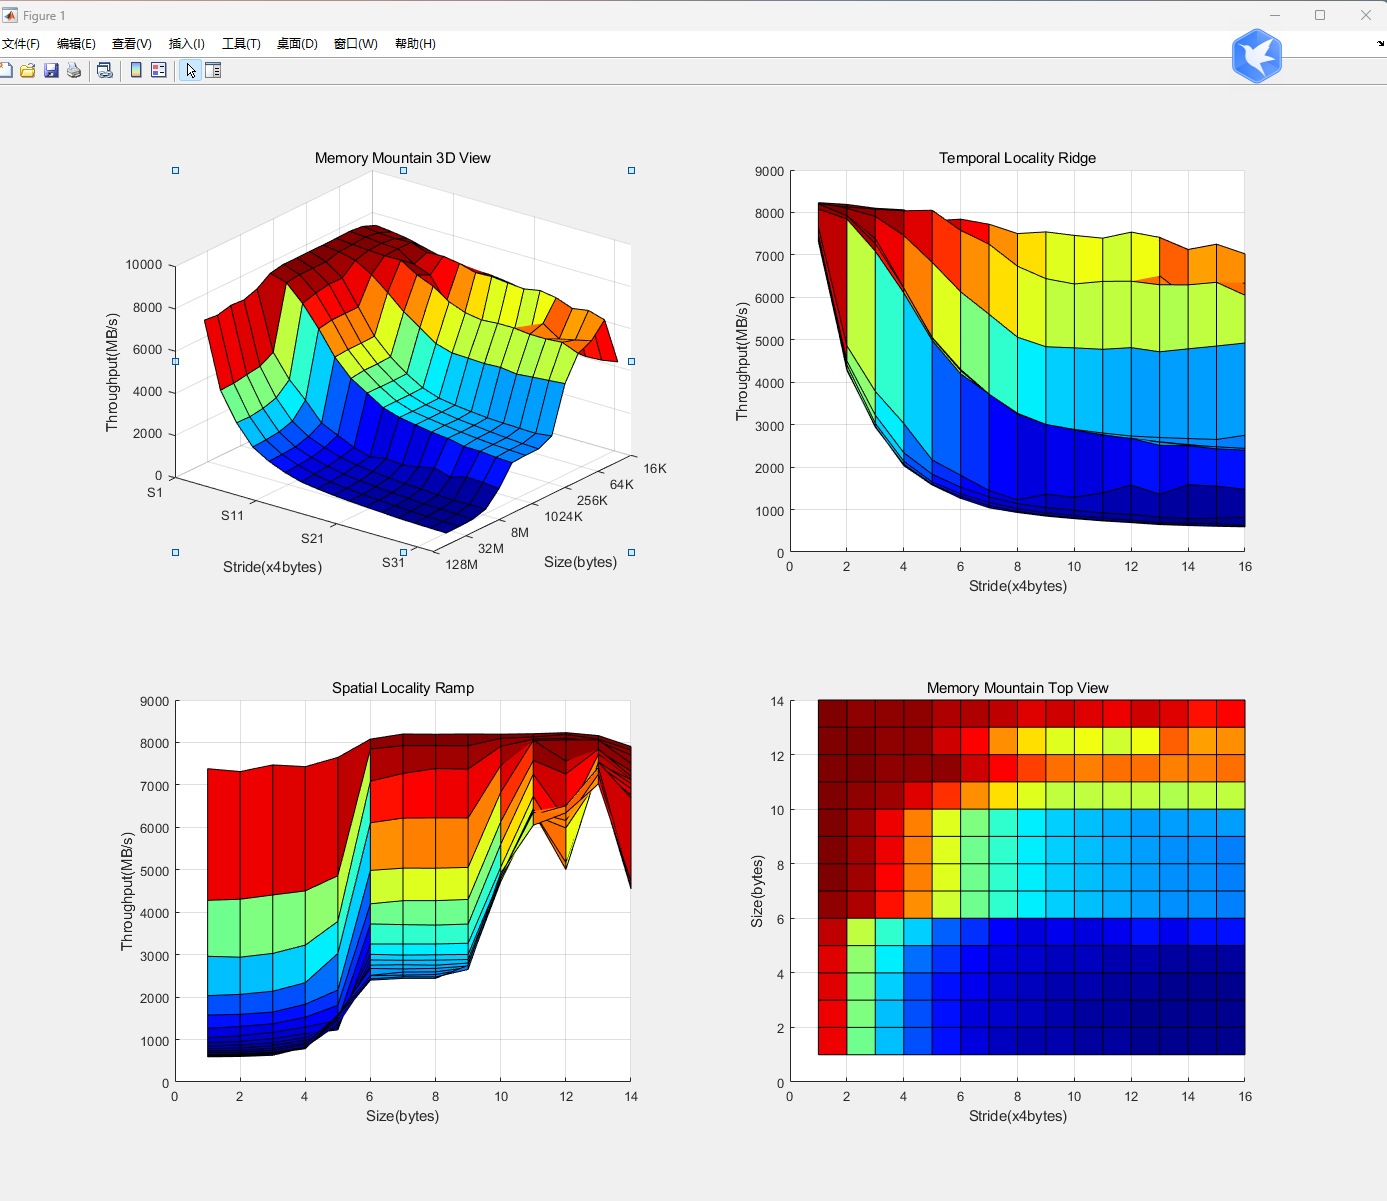 Figure 1
文件(F) 编辑(E) 查看(V) 插入(I) 工具(T) 桌面(D) 窗口(W) 帮助(H)
Memory Mountain 3D View
10000
8000
6000
4000
2000
0
Throughput(MB/s)
S1
S11
S21
S31
Stride(x4bytes)
16K
64K
256K
1024K
8M
32M
128M
Size(bytes)
Temporal Locality Ridge
9000
8000
7000
6000
5000
4000
3000
2000
1000
0
Throughput(MB/s)
0 2 4 6 8 10 12 14 16
Stride(x4bytes)
Spatial Locality Ramp
9000
8000
7000
6000
5000
4000
3000
2000
1000
0
Throughput(MB/s)
0 2 4 6 8 10 12 14
Size(bytes)
Memory Mountain Top View
14
12
10
8
6
4
2
0
Size(bytes)
0 2 4 6 8 10 12 14 16
Stride(x4bytes)